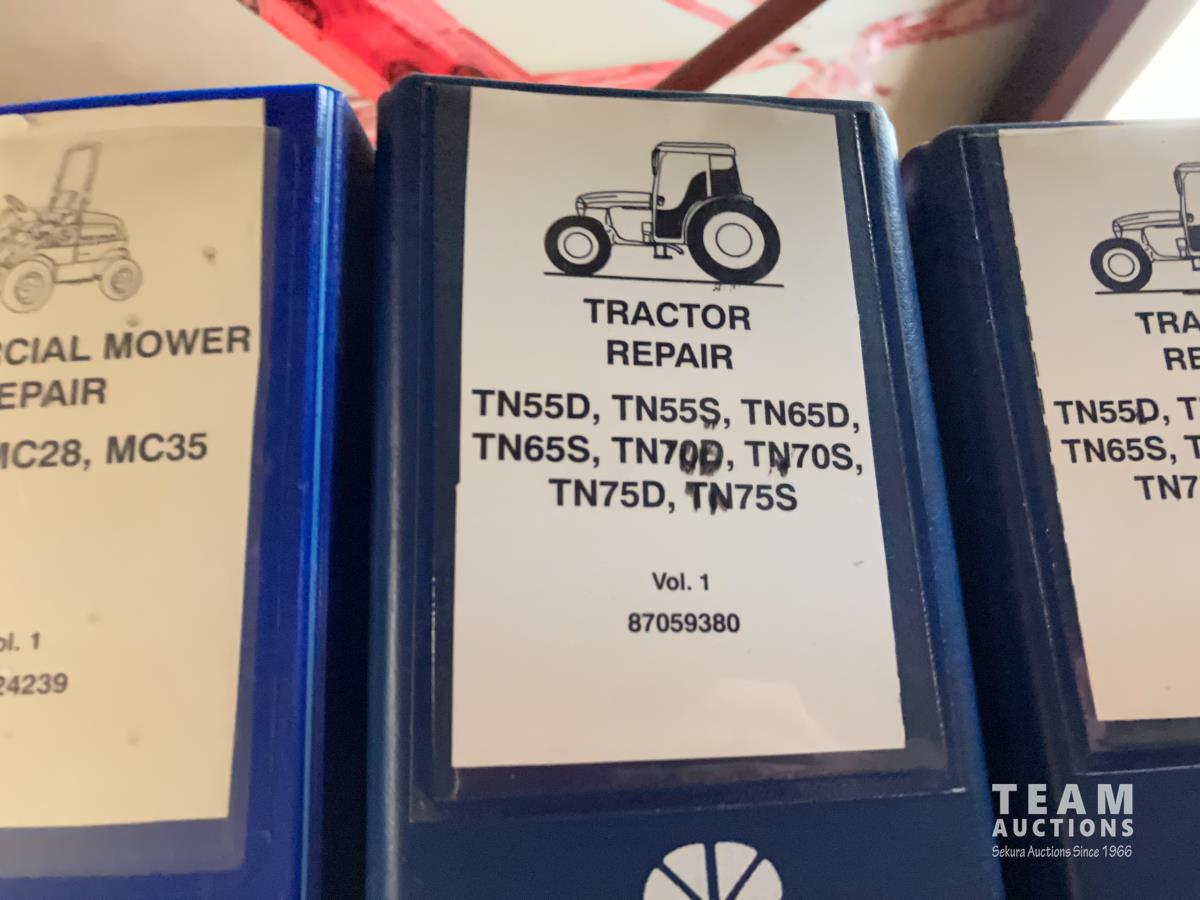 RCIAL MOWER
EPAIR
MC28, MC35
ol. 1
24239
TRACTOR
REPAIR
TN55D, TN55S, TN65D,
TN65S, TN70D, TN70S,
TN75D, TN75S
Vol. 1
87059380
TRA
RE
TN55D, T
TN65S, T
TN7
TEAM
AUCTIONS
Sekura Auctions Since 1966